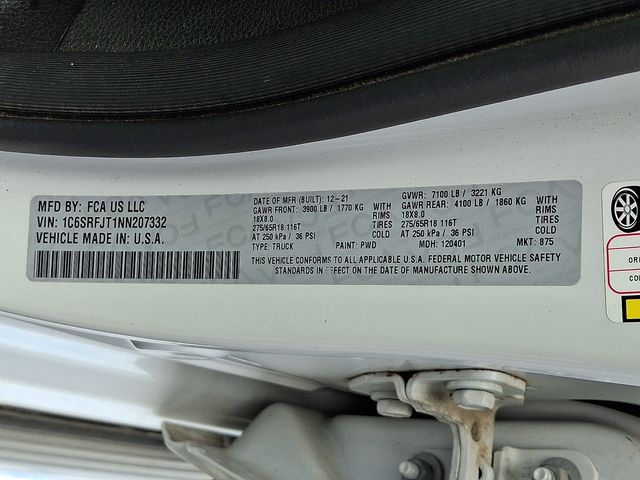 MFD BY: FCA US LLC
VIN: 1C6SRFJT1NN207332
VEHICLE MADE IN: U.S.A.
DATE OF MFR (BUILT): 12-21
GAWR FRONT: 3900 LB / 1770 KG WITH
18X8.0 RIMS
275/65R18 116T TIRES
AT 250 kPa / 36 PSI COLD
TYPE: TRUCK PAINT: PWD
GVWR: 7100 LB / 3221 KG
GAWR REAR: 4100 LB / 1860 KG WITH
18X8.0 RIMS
275/65R18 116T TIRES
AT 250 kPa / 36 PSI COLD
MDH: 120401 MKT: 875
THIS VEHICLE CONFORMS TO ALL APPLICABLE U.S.A. FEDERAL MOTOR VEHICLE SAFETY
STANDARDS IN EFFECT ON THE DATE OF MANUFACTURE SHOWN ABOVE.